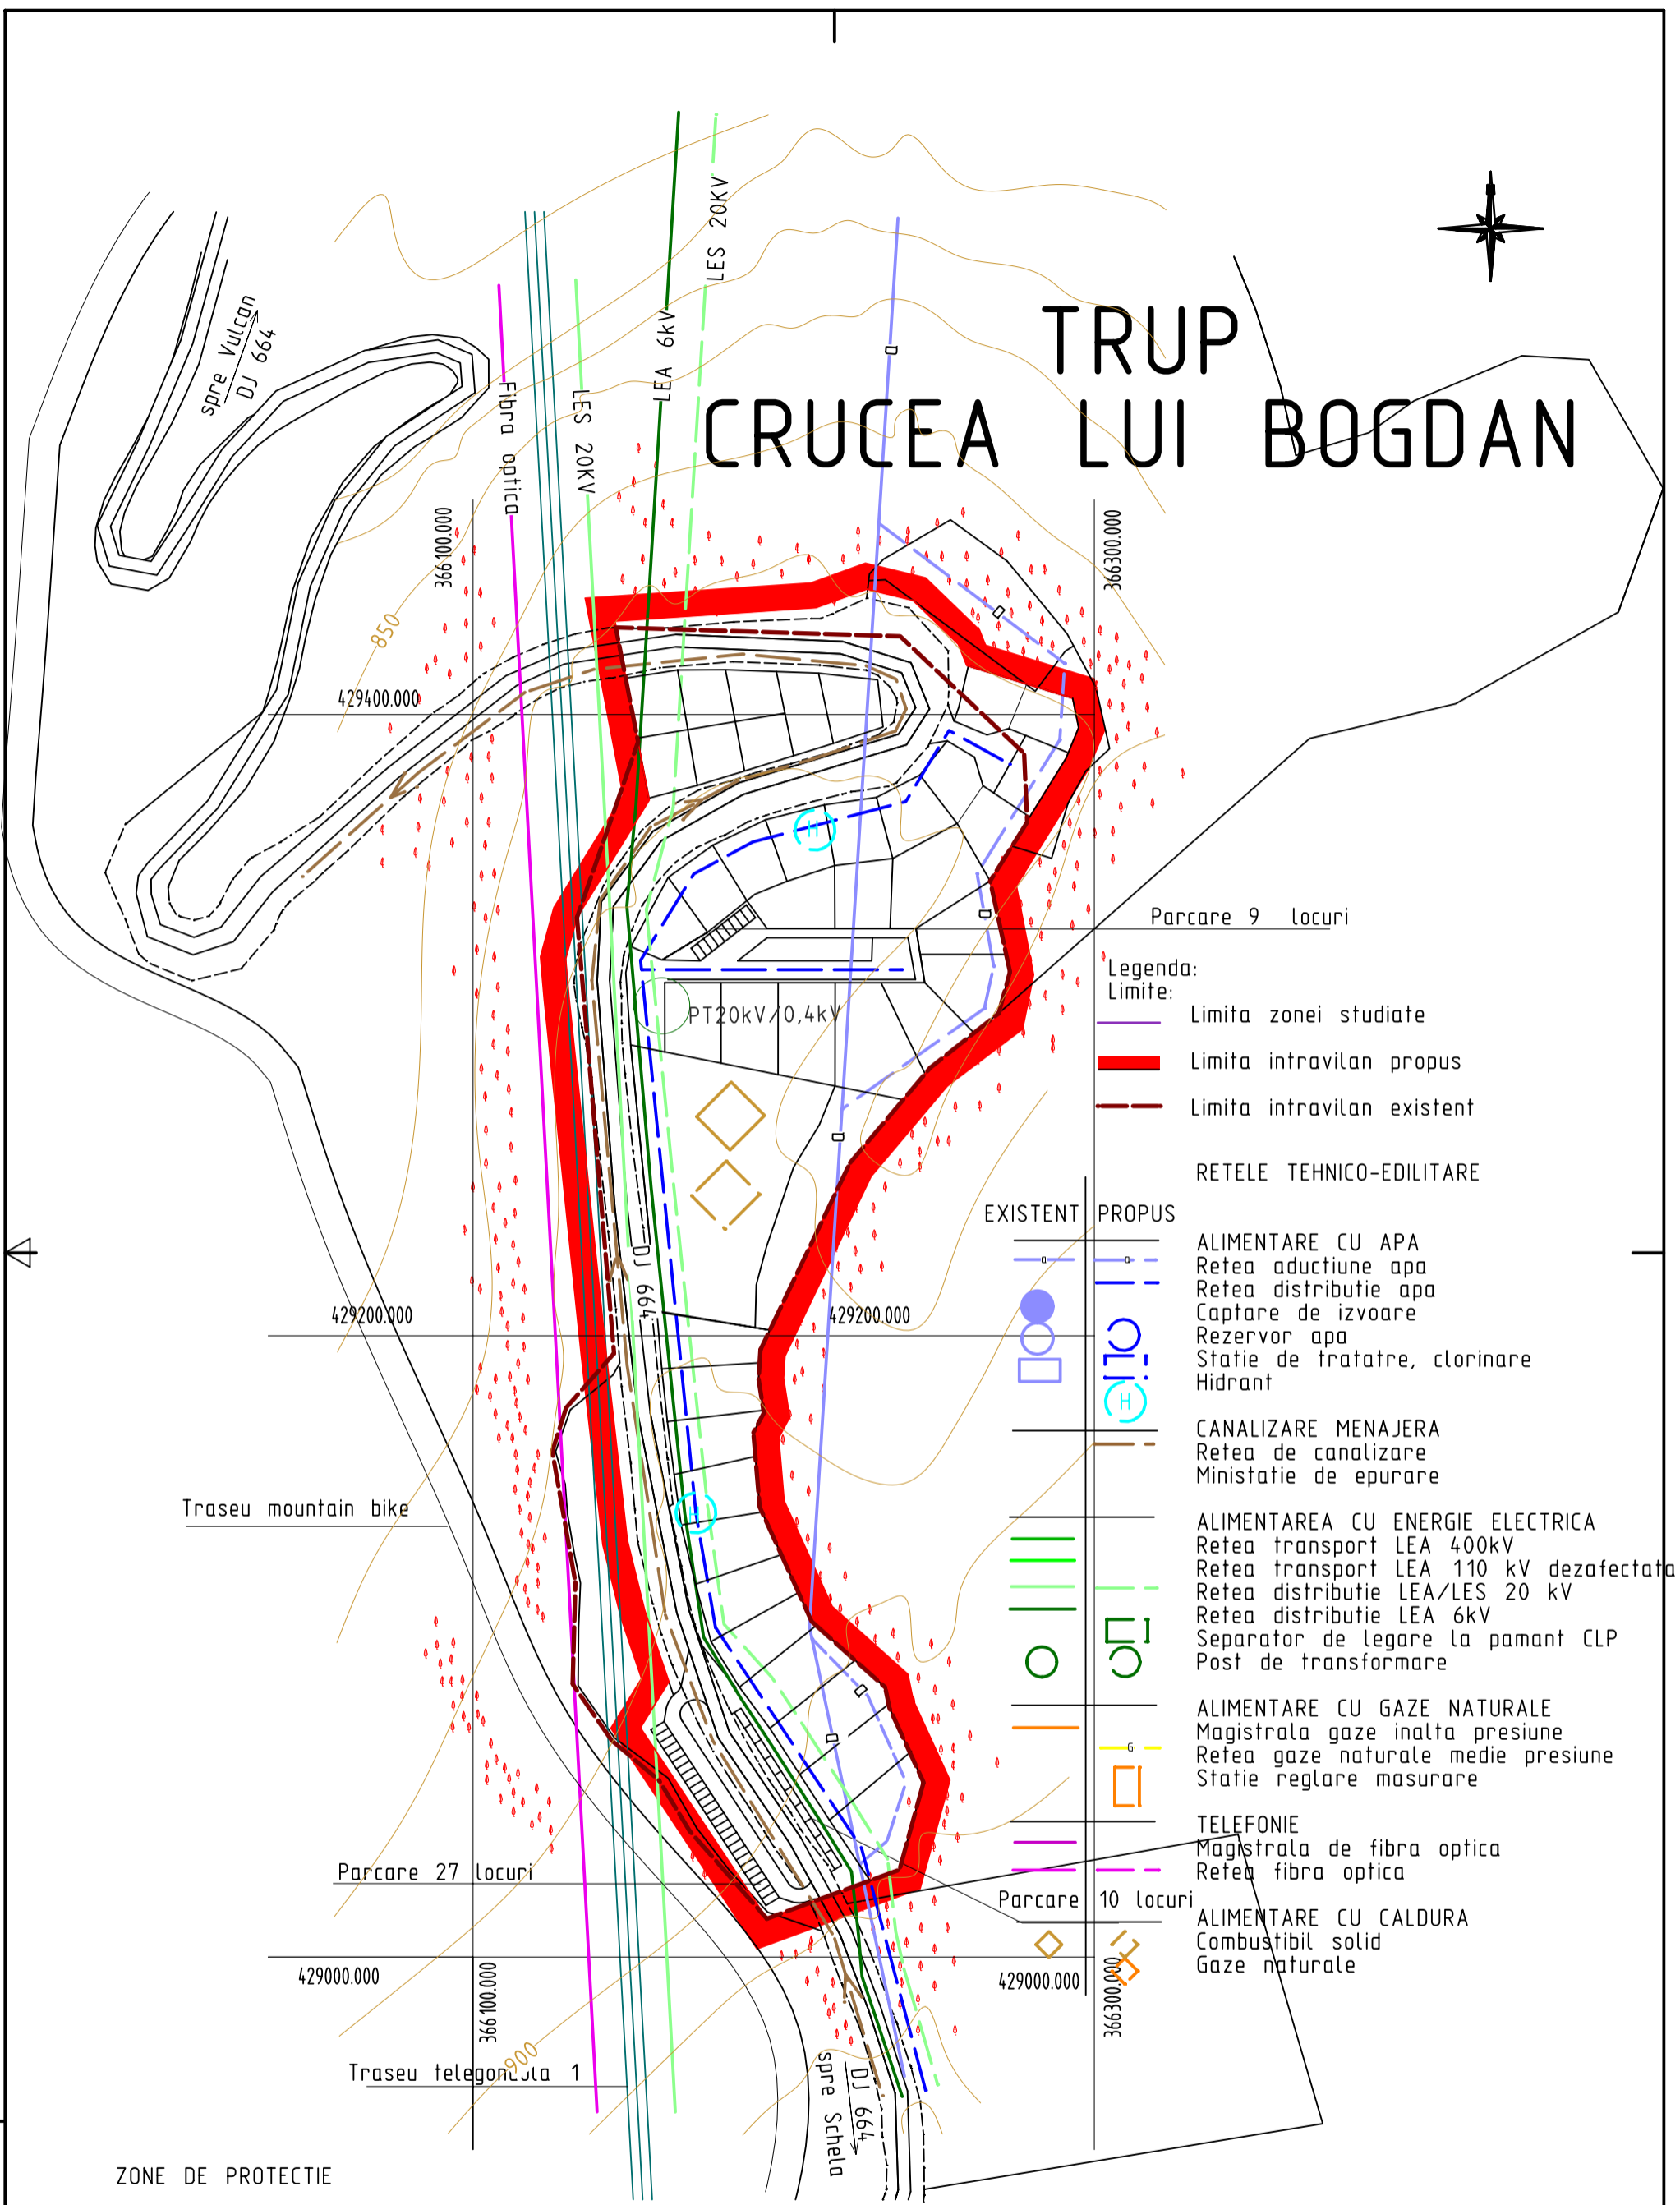 TRUP
CRUCEA LUI BOGDAN
spre Vulcan
DJ 664
Fibra optica
LES 20KV
LEA 6kV
LES 20KV
a
366100.000
366300.000
850
a
429400.000
H
a
Parcare 9 locuri
PT20kV/0,4kV
a
DJ 664
429200.000
429200.000
H
Traseu mountain bike
a
a
Parcare 27 locuri
Parcare 10 locuri
429000.000
366100.000
429000.000
366300.000
900
Traseu telegondola 1
DJ 664
spre Schela
ZONE DE PROTECTIE
Legenda:
Limite:
Limita zonei studiate
Limita intravilan propus
Limita intravilan existent
RETELE TEHNICO-EDILITARE
EXISTENT PROPUS
ALIMENTARE CU APA
a a Retea aductiune apa
Retea distributie apa
Captare de izvoare
Rezervor apa
Statie de tratatre, clorinare
H Hidrant
CANALIZARE MENAJERA
Retea de canalizare
Ministatie de epurare
ALIMENTAREA CU ENERGIE ELECTRICA
Retea transport LEA 400kV
Retea transport LEA 110 kV dezafectata
Retea distributie LEA/LES 20 kV
Retea distributie LEA 6kV
Separator de legare la pamant CLP
Post de transformare
ALIMENTARE CU GAZE NATURALE
Magistrala gaze inalta presiune
G Retea gaze naturale medie presiune
Statie reglare masurare
TELEFONIE
Magistrala de fibra optica
Retea fibra optica
ALIMENTARE CU CALDURA
Combustibil solid
Gaze naturale